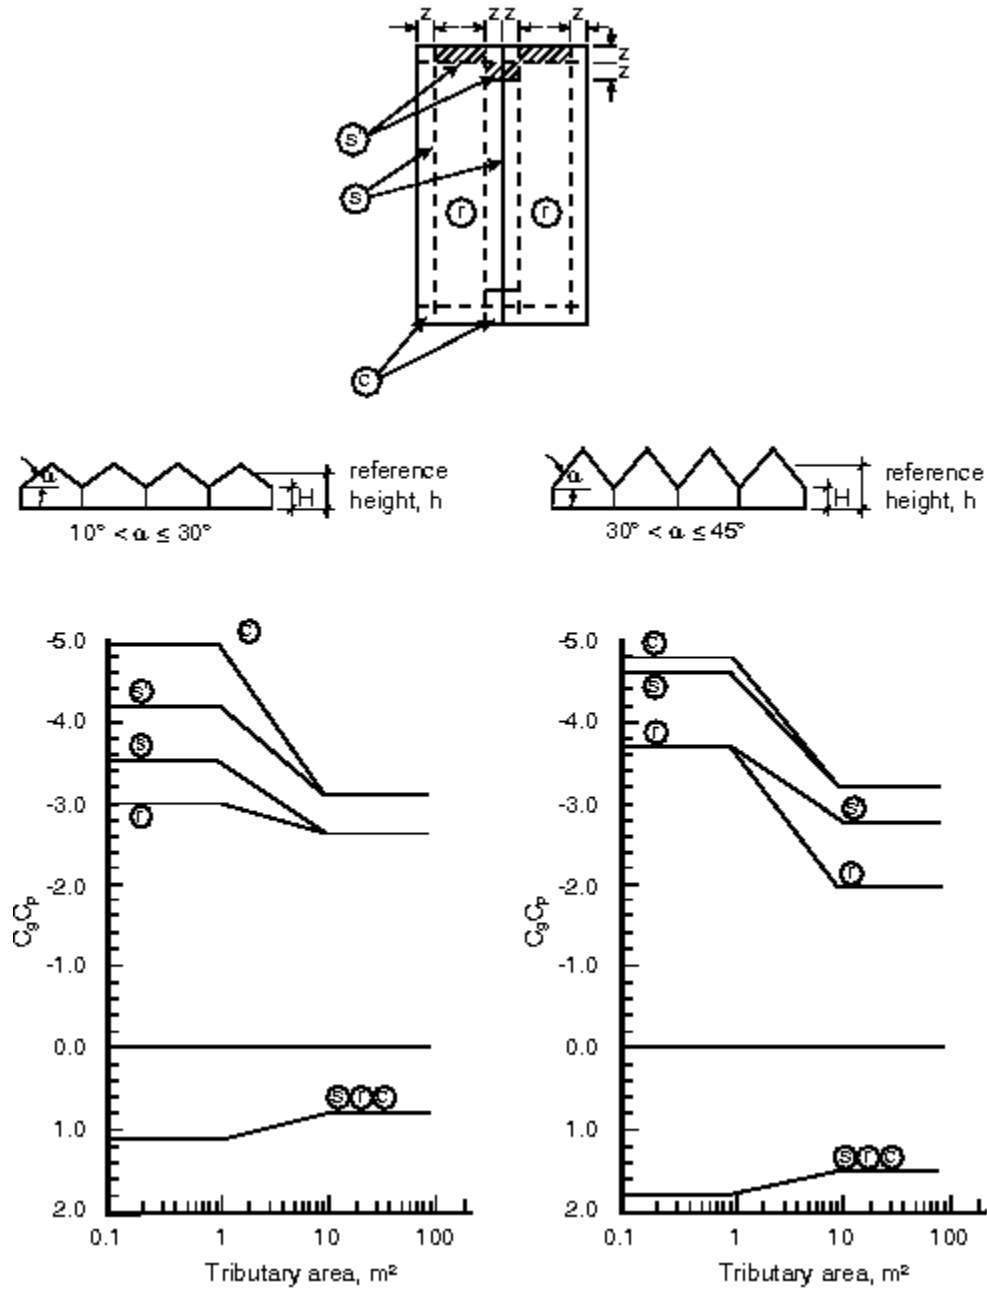 z z z z
z
z
s
s
r r
c
α
H
reference
height, h
10° < α ≤ 30°
α
H
reference
height, h
30° < α ≤ 45°
-5.0
-4.0
-3.0
-2.0
-1.0
0.0
1.0
2.0
CgCp
c
s'
s
r
s r c
0.1 1 10 100
Tributary area, m²
-5.0
-4.0
-3.0
-2.0
-1.0
0.0
1.0
2.0
CgCp
c
s
r
s
r
s r c
0.1 1 10 100
Tributary area, m²